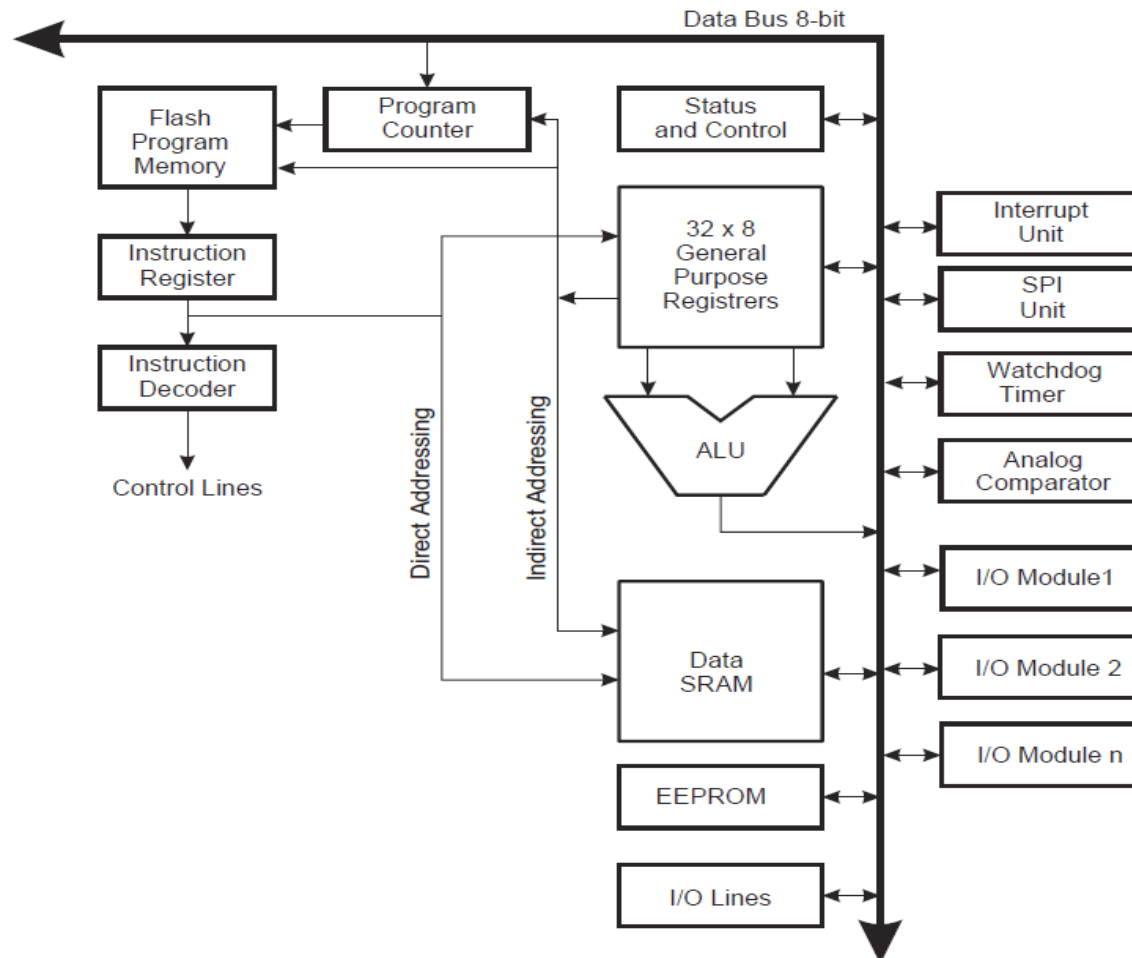 Data Bus 8-bit
Flash
Program
Memory
Program
Counter
Status
and Control
Interrupt
Unit
32 x 8
General
Purpose
Registrers
Instruction
Register
SPI
Unit
Instruction
Decoder
Watchdog
Timer
Control Lines
Direct Addressing
Indirect Addressing
ALU
Analog
Comparator
I/O Module1
Data
SRAM
I/O Module 2
I/O Module n
EEPROM
I/O Lines